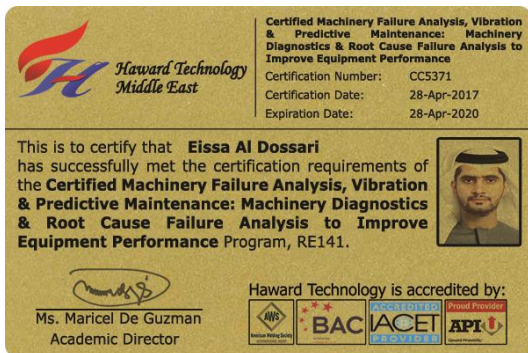 Haward Technology
Middle East
Certified Machinery Failure Analysis, Vibration
& Predictive Maintenance: Machinery
Diagnostics & Root Cause Failure Analysis to
Improve Equipment Performance
Certification Number: CC5371
Certification Date: 28-Apr-2017
Expiration Date: 28-Apr-2020
This is to certify that Eissa Al Dossari
has successfully met the certification requirements of
the Certified Machinery Failure Analysis, Vibration
& Predictive Maintenance: Machinery Diagnostics
& Root Cause Failure Analysis to Improve
Equipment Performance Program, RE141.
Ms. Maricel De Guzman
Academic Director
Haward Technology is accredited by:
AWS
American Welding Society
BAC
ACCREDITED
IACET
PROVIDER
Proud Provider
API U